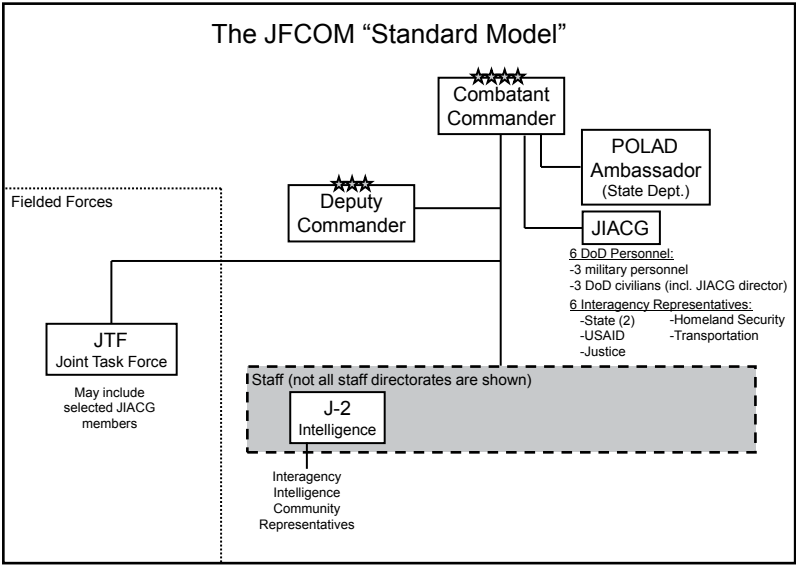 The JFCOM “Standard Model”
Combatant
Commander
POLAD
Ambassador
(State Dept.)
Deputy
Commander
Fielded Forces
JIACG
6 DoD Personnel:
-3 military personnel
-3 DoD civilians (incl. JIACG director)
6 Interagency Representatives:
-State (2) -Homeland Security
-USAID -Transportation
-Justice
JTF
Joint Task Force
May include
selected JIACG
members
Staff (not all staff directorates are shown)
J-2
Intelligence
Interagency
Intelligence
Community
Representatives